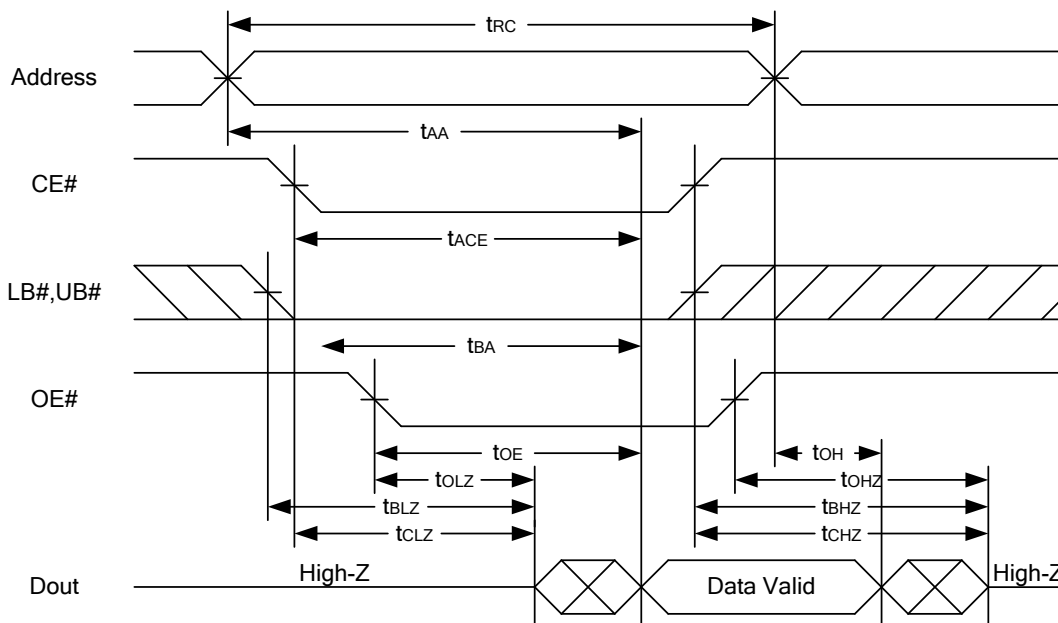 tRC
Address
tAA
CE#
tACE
LB#,UB#
tBA
OE#
tOE
tOH
tOLZ
tOHZ
tBLZ
tBHZ
tCLZ
tCHZ
High-Z
High-Z
Dout
Data Valid